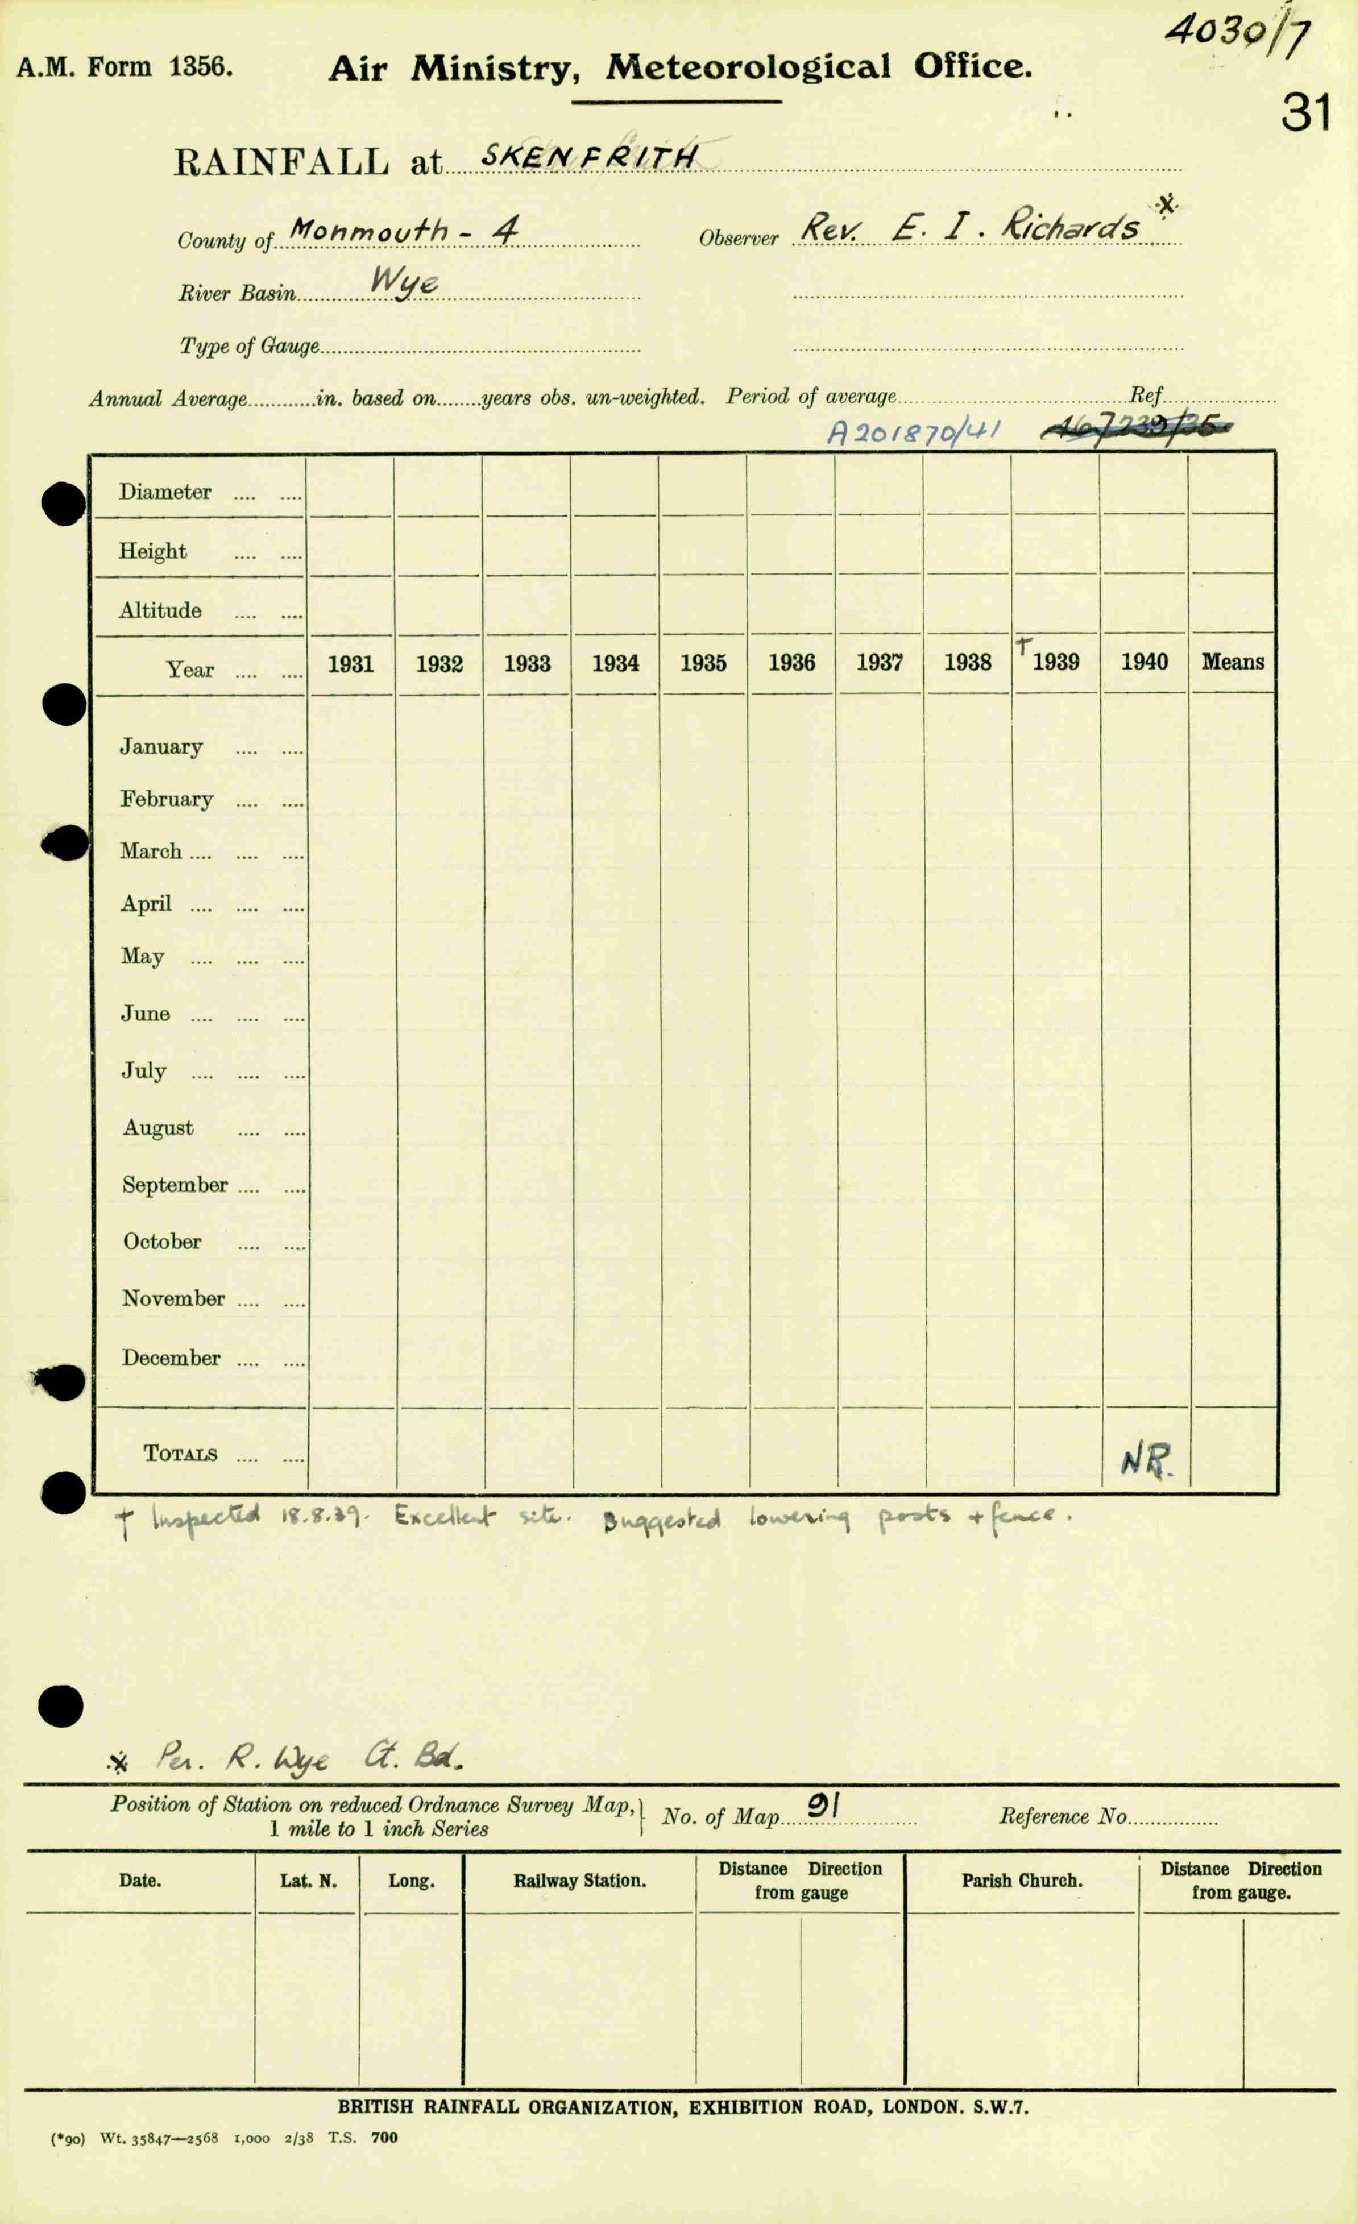 4030/7
A.M. Form 1356. Air Ministry, Meteorological Office.
31
RAINFALL at SKENFRITH
County of Monmouth - 4 Observer Rev. E. I. Richards *
River Basin Wye
Type of Gauge
Annual Average in. based on years obs. un-weighted. Period of average Ref.
A201870/41
Diameter
Height
Altitude
Year 1931 1932 1933 1934 1935 1936 1937 1938 † 1939 1940 Means
January
February
March
April
May
June
July
August
September
October
November
December
TOTALS NR.
† Inspected 18.8.39. Excellent site. Suggested lowering posts + fence.
* Per. R. Wye Ct. Bd.
Position of Station on reduced Ordnance Survey Map, } No. of Map 91 Reference No.
1 mile to 1 inch Series
Date. Lat. N. Long. Railway Station. Distance Direction from gauge Parish Church. Distance Direction from gauge.
BRITISH RAINFALL ORGANIZATION, EXHIBITION ROAD, LONDON. S.W.7.
(*90) Wt. 35847—2568 1,000 2/38 T.S. 700